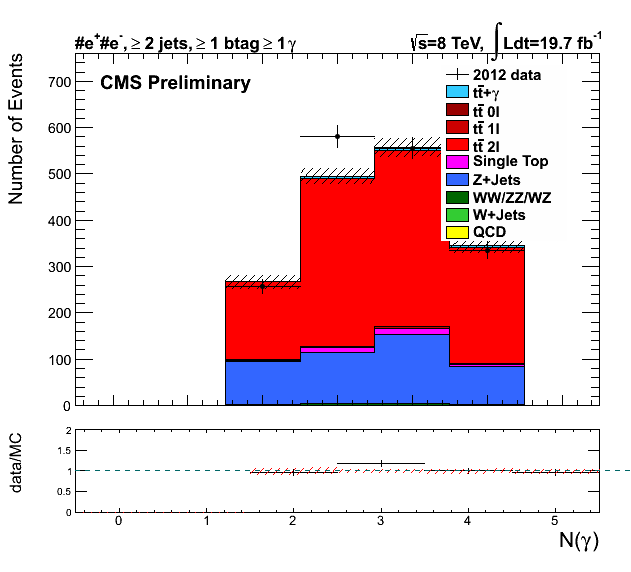 #e+#e-, ≥ 2 jets, ≥ 1 btag ≥ 1 γ
√s=8 TeV, ∫ Ldt=19.7 fb-1
CMS Preliminary
Number of Events
700
600
500
400
300
200
100
0
2012 data
tt̄+γ
tt̄ 0l
tt̄ 1l
tt̄ 2l
Single Top
Z+Jets
WW/ZZ/WZ
W+Jets
QCD
data/MC
2
1.5
1
0.5
0
0 1 2 3 4 5
N(γ)